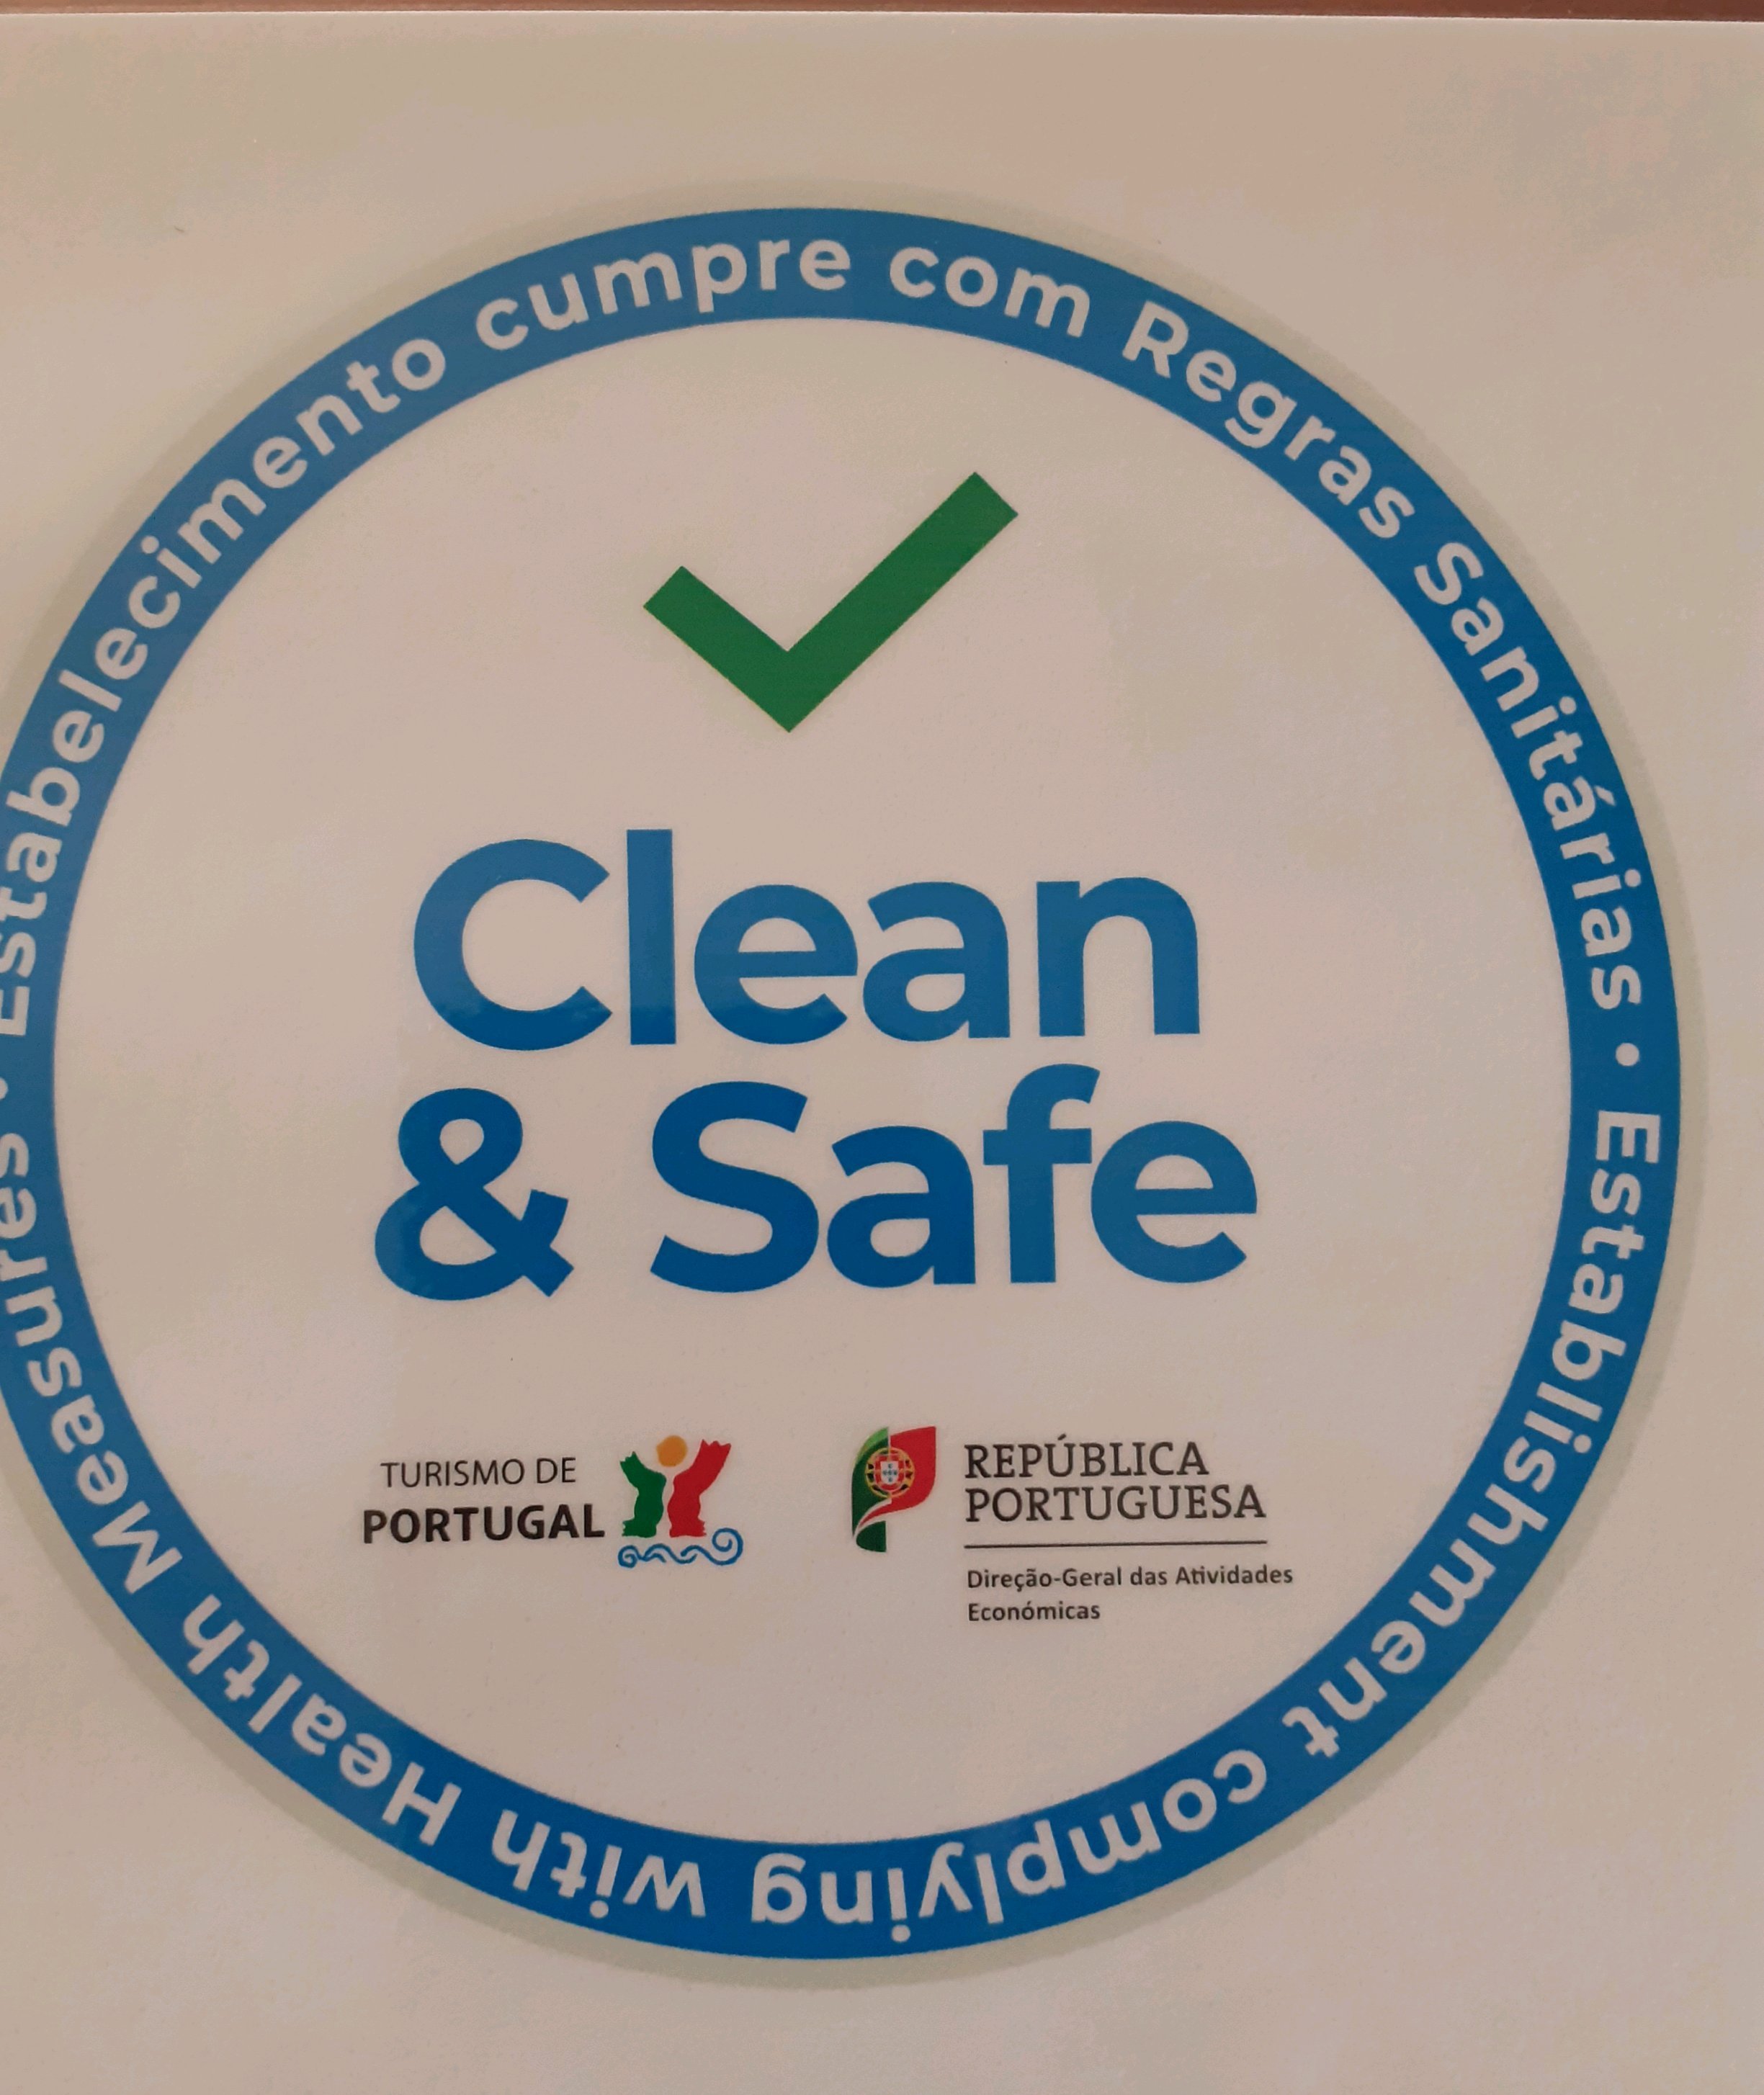 Estabelecimento cumpre com Regras Sanitárias •
Establishment complying with Health Measures •
Clean
& Safe
TURISMO DE
PORTUGAL
REPÚBLICA
PORTUGUESA
Direção-Geral das Atividades
Económicas